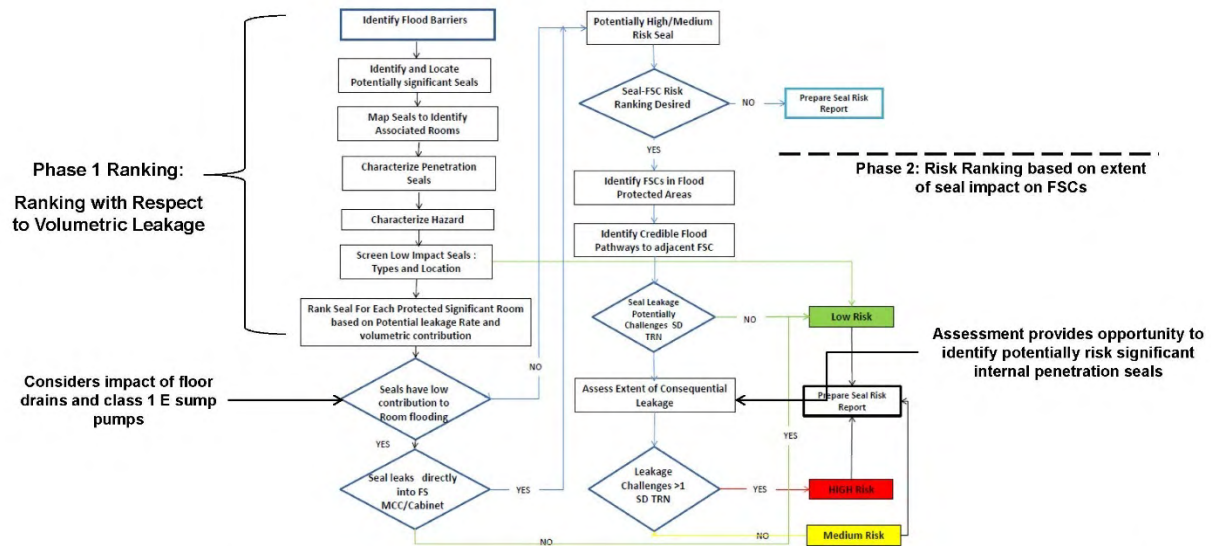 Phase 1 Ranking:
Ranking with Respect
to Volumetric Leakage
Considers impact of floor
drains and class 1 E sump
pumps
Identify Flood Barriers
Identify and Locate
Potentially significant Seals
Map Seals to Identify
Associated Rooms
Characterize Penetration
Seals
Characterize Hazard
Screen Low Impact Seals :
Types and Location
Rank Seal For Each Protected Significant Room
based on Potential leakage Rate and
volumetric contribution
Seals have low
contribution to
Room flooding
NO
YES
Seal leaks directly
into FS
MCC/Cabinet
YES
NO
Potentially High/Medium
Risk Seal
Seal-FSC Risk
Ranking Desired
NO
Prepare Seal Risk
Report
YES
Phase 2: Risk Ranking based on extent
of seal impact on FSCs
Identify FSCs in Flood
Protected Areas
Identify Credible Flood
Pathways to adjacent FSC
Seal Leakage
Potentially
Challenges SD
TRN
NO
YES
Low Risk
Assessment provides opportunity to
identify potentially risk significant
internal penetration seals
Assess Extent of Consequential
Leakage
Prepare Seal Risk
Report
Leakage
Challenges >1
SD TRN
YES
HIGH Risk
NO
Medium Risk